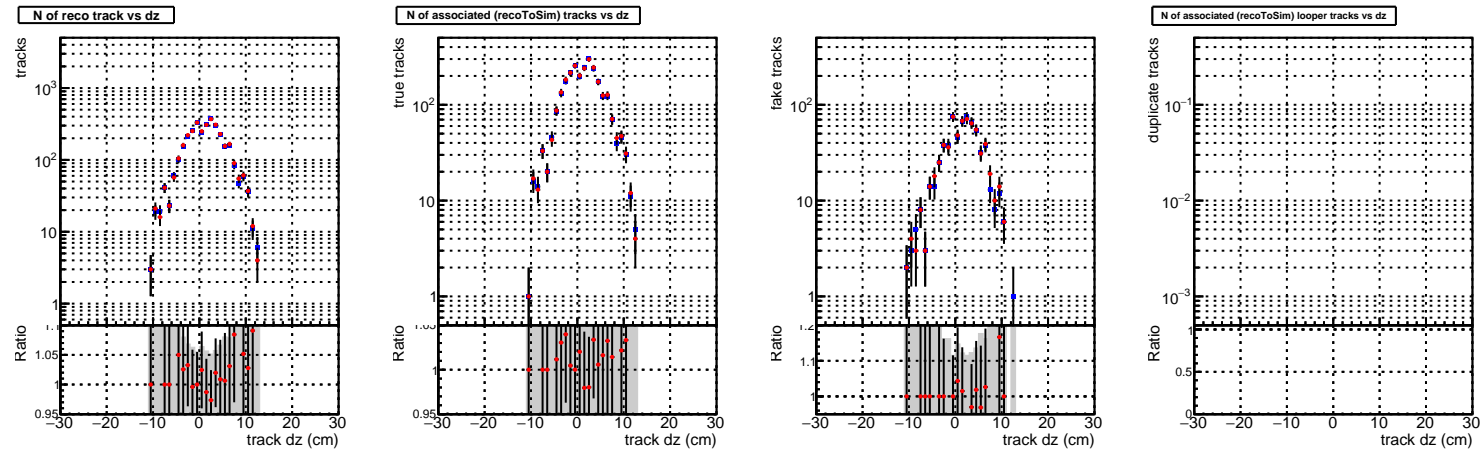 N of reco track vs dz
tracks
10³
10²
10
1
Ratio
1.1
1.05
1
0.95
−30 −20 −10 0 10 20 30
track dz (cm)
N of associated (recoToSim) tracks vs dz
true tracks
10²
10
1
Ratio
1.05
1
0.95
−30 −20 −10 0 10 20 30
track dz (cm)
fake tracks
10²
10
1
Ratio
1.2
1.1
1
−30 −20 −10 0 10 20 30
track dz (cm)
N of associated (recoToSim) looper tracks vs dz
duplicate tracks
10⁻¹
10⁻²
10⁻³
Ratio
1
0.5
0
−30 −20 −10 0 10 20 30
track dz (cm)